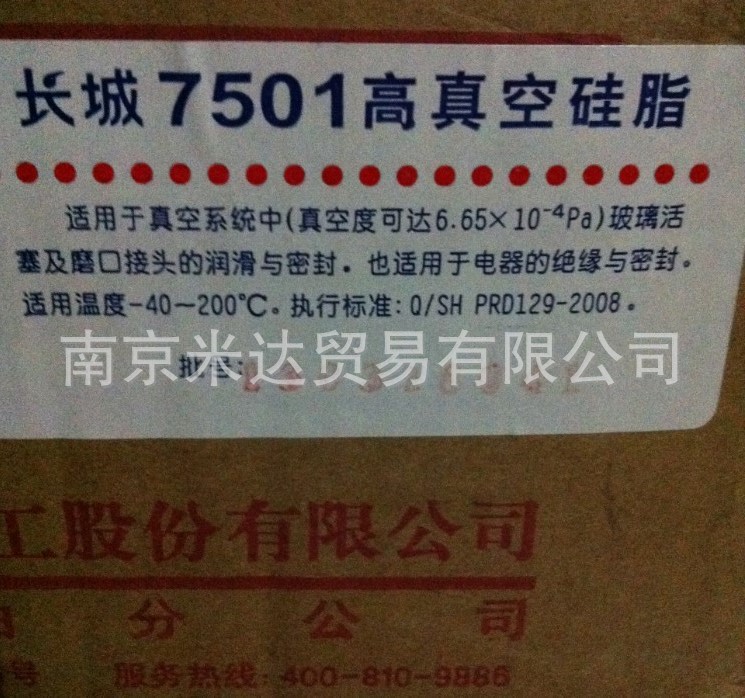 长城7501高真空硅脂
适用于真空系统中(真空度可达6.65×10⁻⁴Pa)玻璃活
塞及磨口接头的润滑与密封。也适用于电器的绝缘与密封。
适用温度-40～200℃。执行标准:Q/SH PRD129-2008。
批号:
南京米达贸易有限公司
工股份有限公司
分公司
号 服务热线:400-810-9886